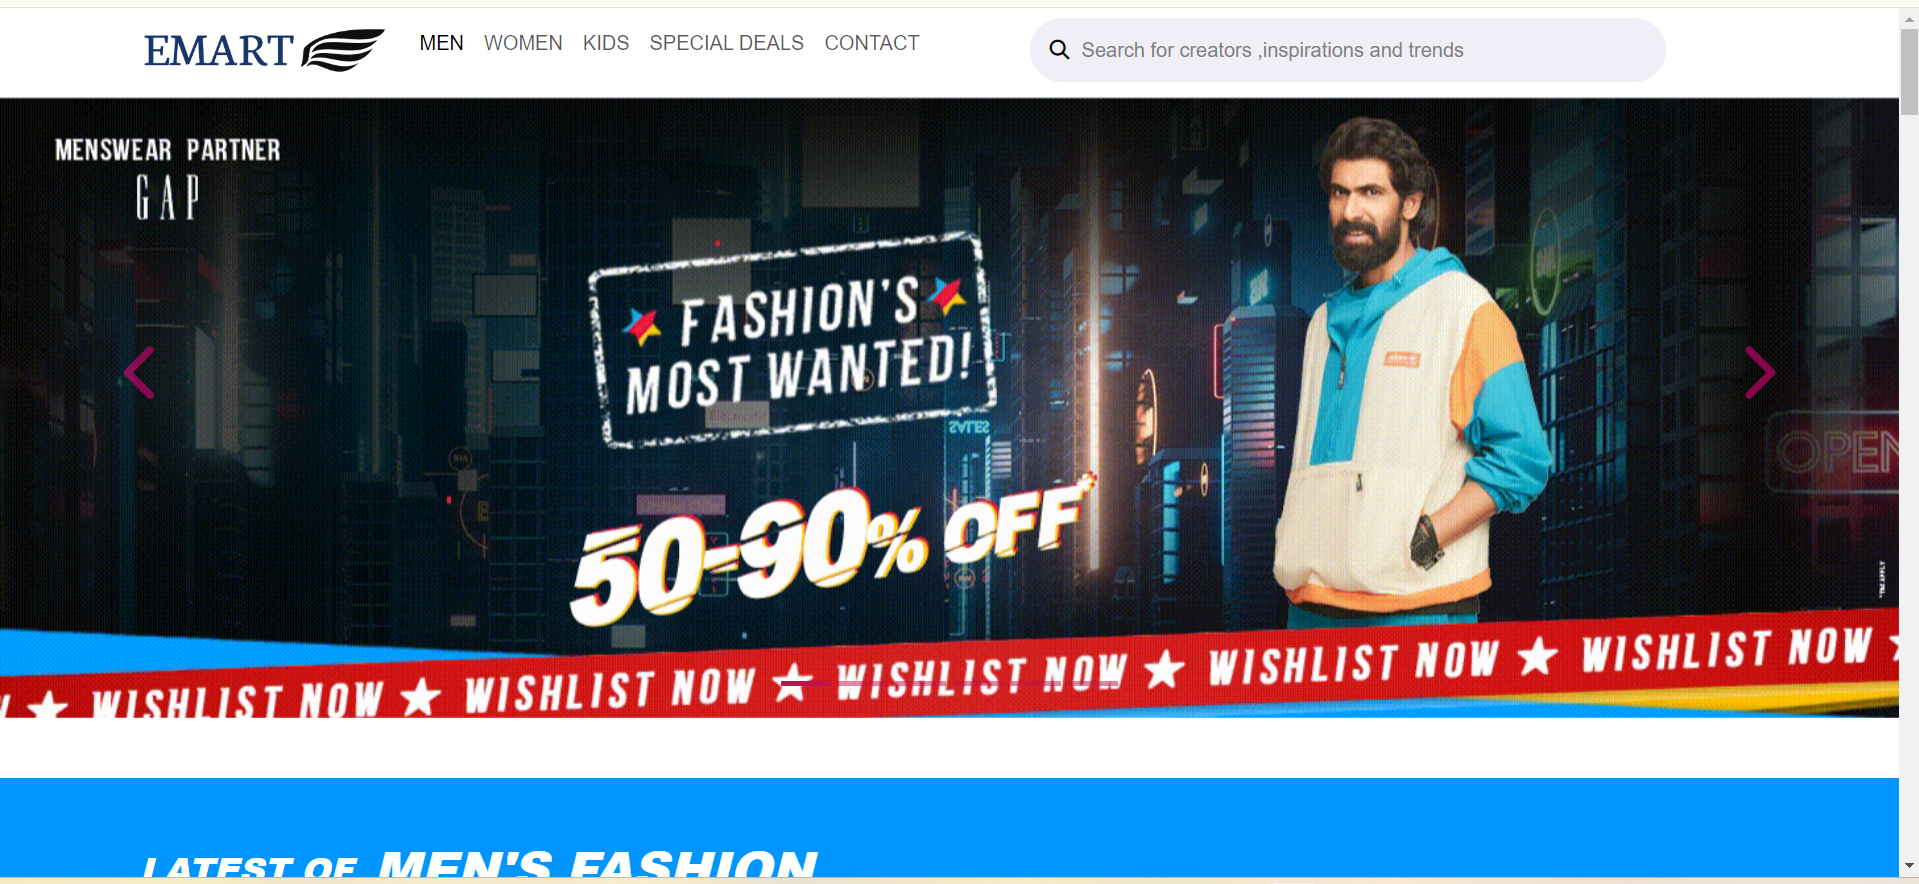 EMART
MEN WOMEN KIDS SPECIAL DEALS CONTACT
Search for creators ,inspirations and trends
MENSWEAR PARTNER
GAP
FASHION'S
MOST WANTED!
SALES
50-90% OFF*
OPEN
WISHLIST NOW ★ WISHLIST NOW ★ WISHLIST NOW ★ WISHLIST NOW ★ WISHLIST NOW
LATEST OF MEN'S FASHION